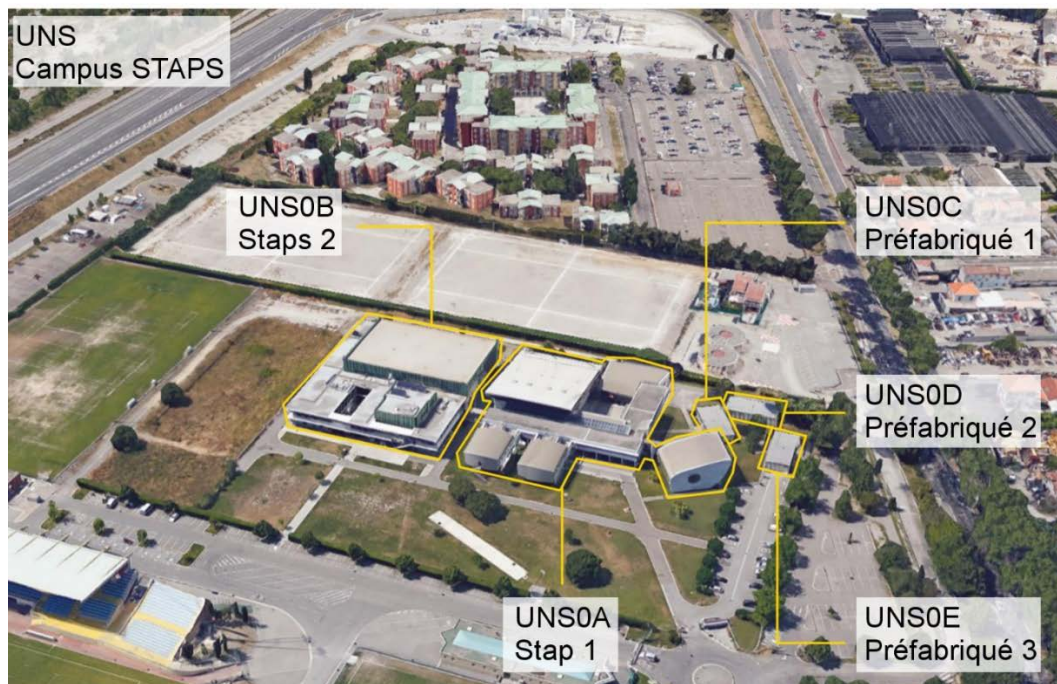 UNS
Campus STAPS
UNS0B
Staps 2
UNS0C
Préfabriqué 1
UNS0D
Préfabriqué 2
UNS0A
Stap 1
UNS0E
Préfabriqué 3